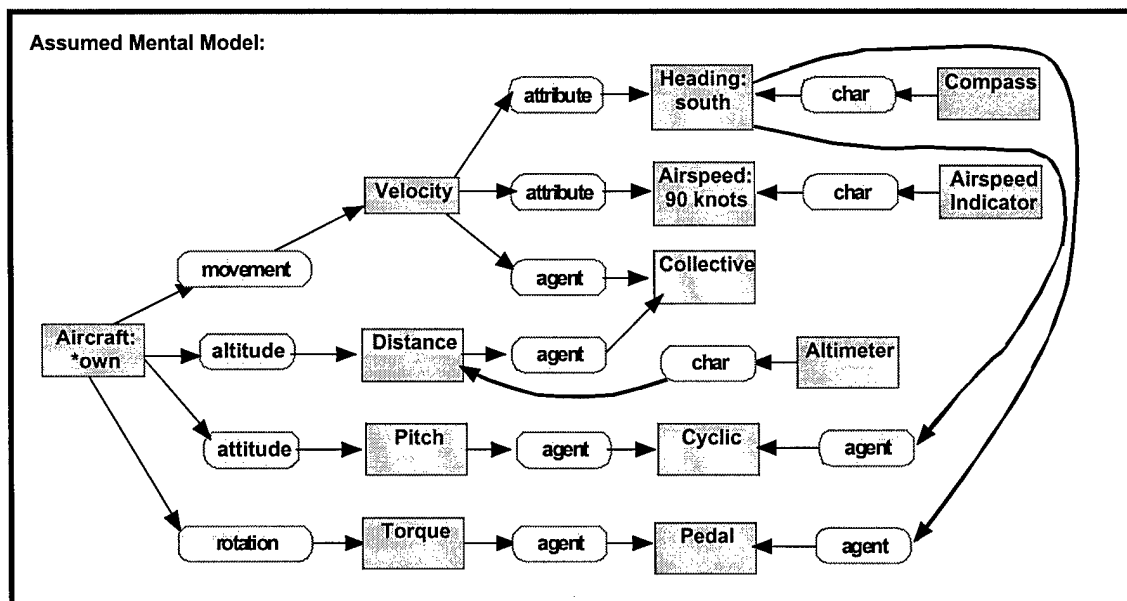 Assumed Mental Model:
attribute
Heading:
south
char
Compass
Velocity
attribute
Airspeed:
90 knots
char
Airspeed
Indicator
movement
agent
Collective
Aircraft:
*own
altitude
Distance
agent
char
Altimeter
attitude
Pitch
agent
Cyclic
agent
rotation
Torque
agent
Pedal
agent